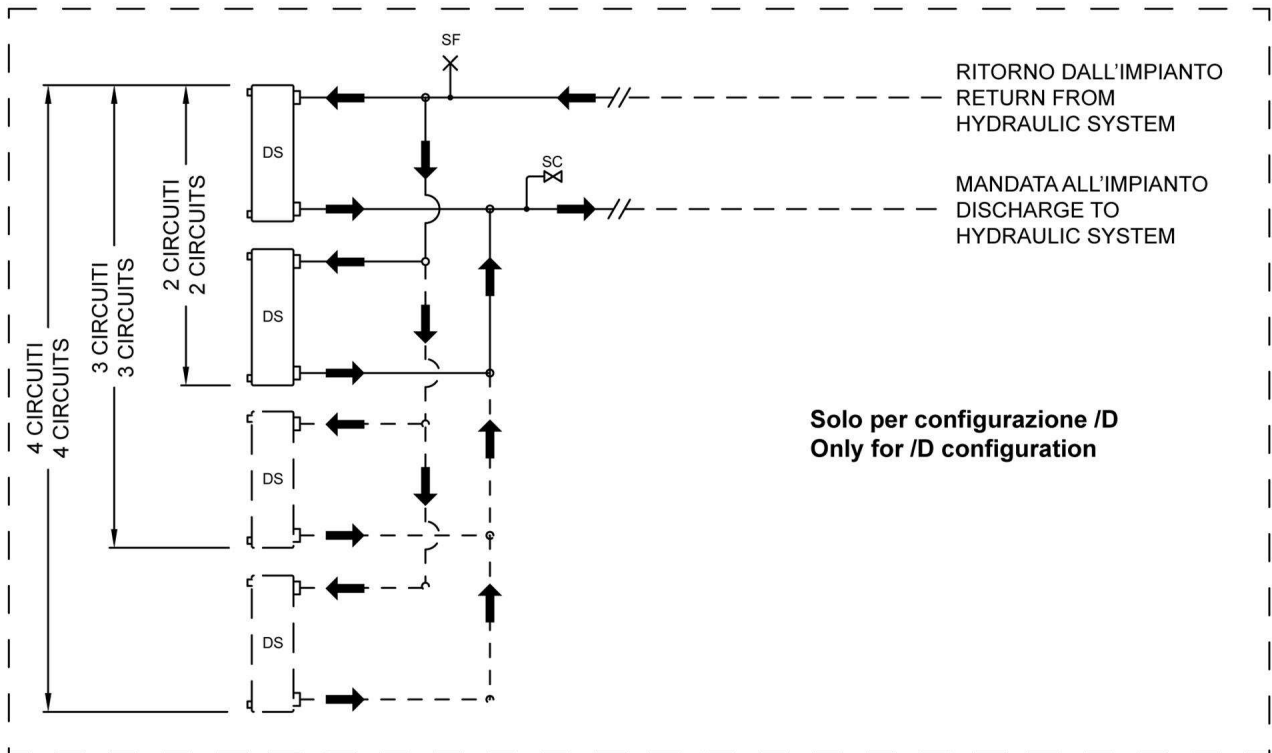 SF
RITORNO DALL'IMPIANTO
RETURN FROM
HYDRAULIC SYSTEM
DS
SC
MANDATA ALL'IMPIANTO
DISCHARGE TO
HYDRAULIC SYSTEM
2 CIRCUITI
2 CIRCUITS
3 CIRCUITI
3 CIRCUITS
4 CIRCUITI
4 CIRCUITS
DS
Solo per configurazione /D
Only for /D configuration
DS
DS